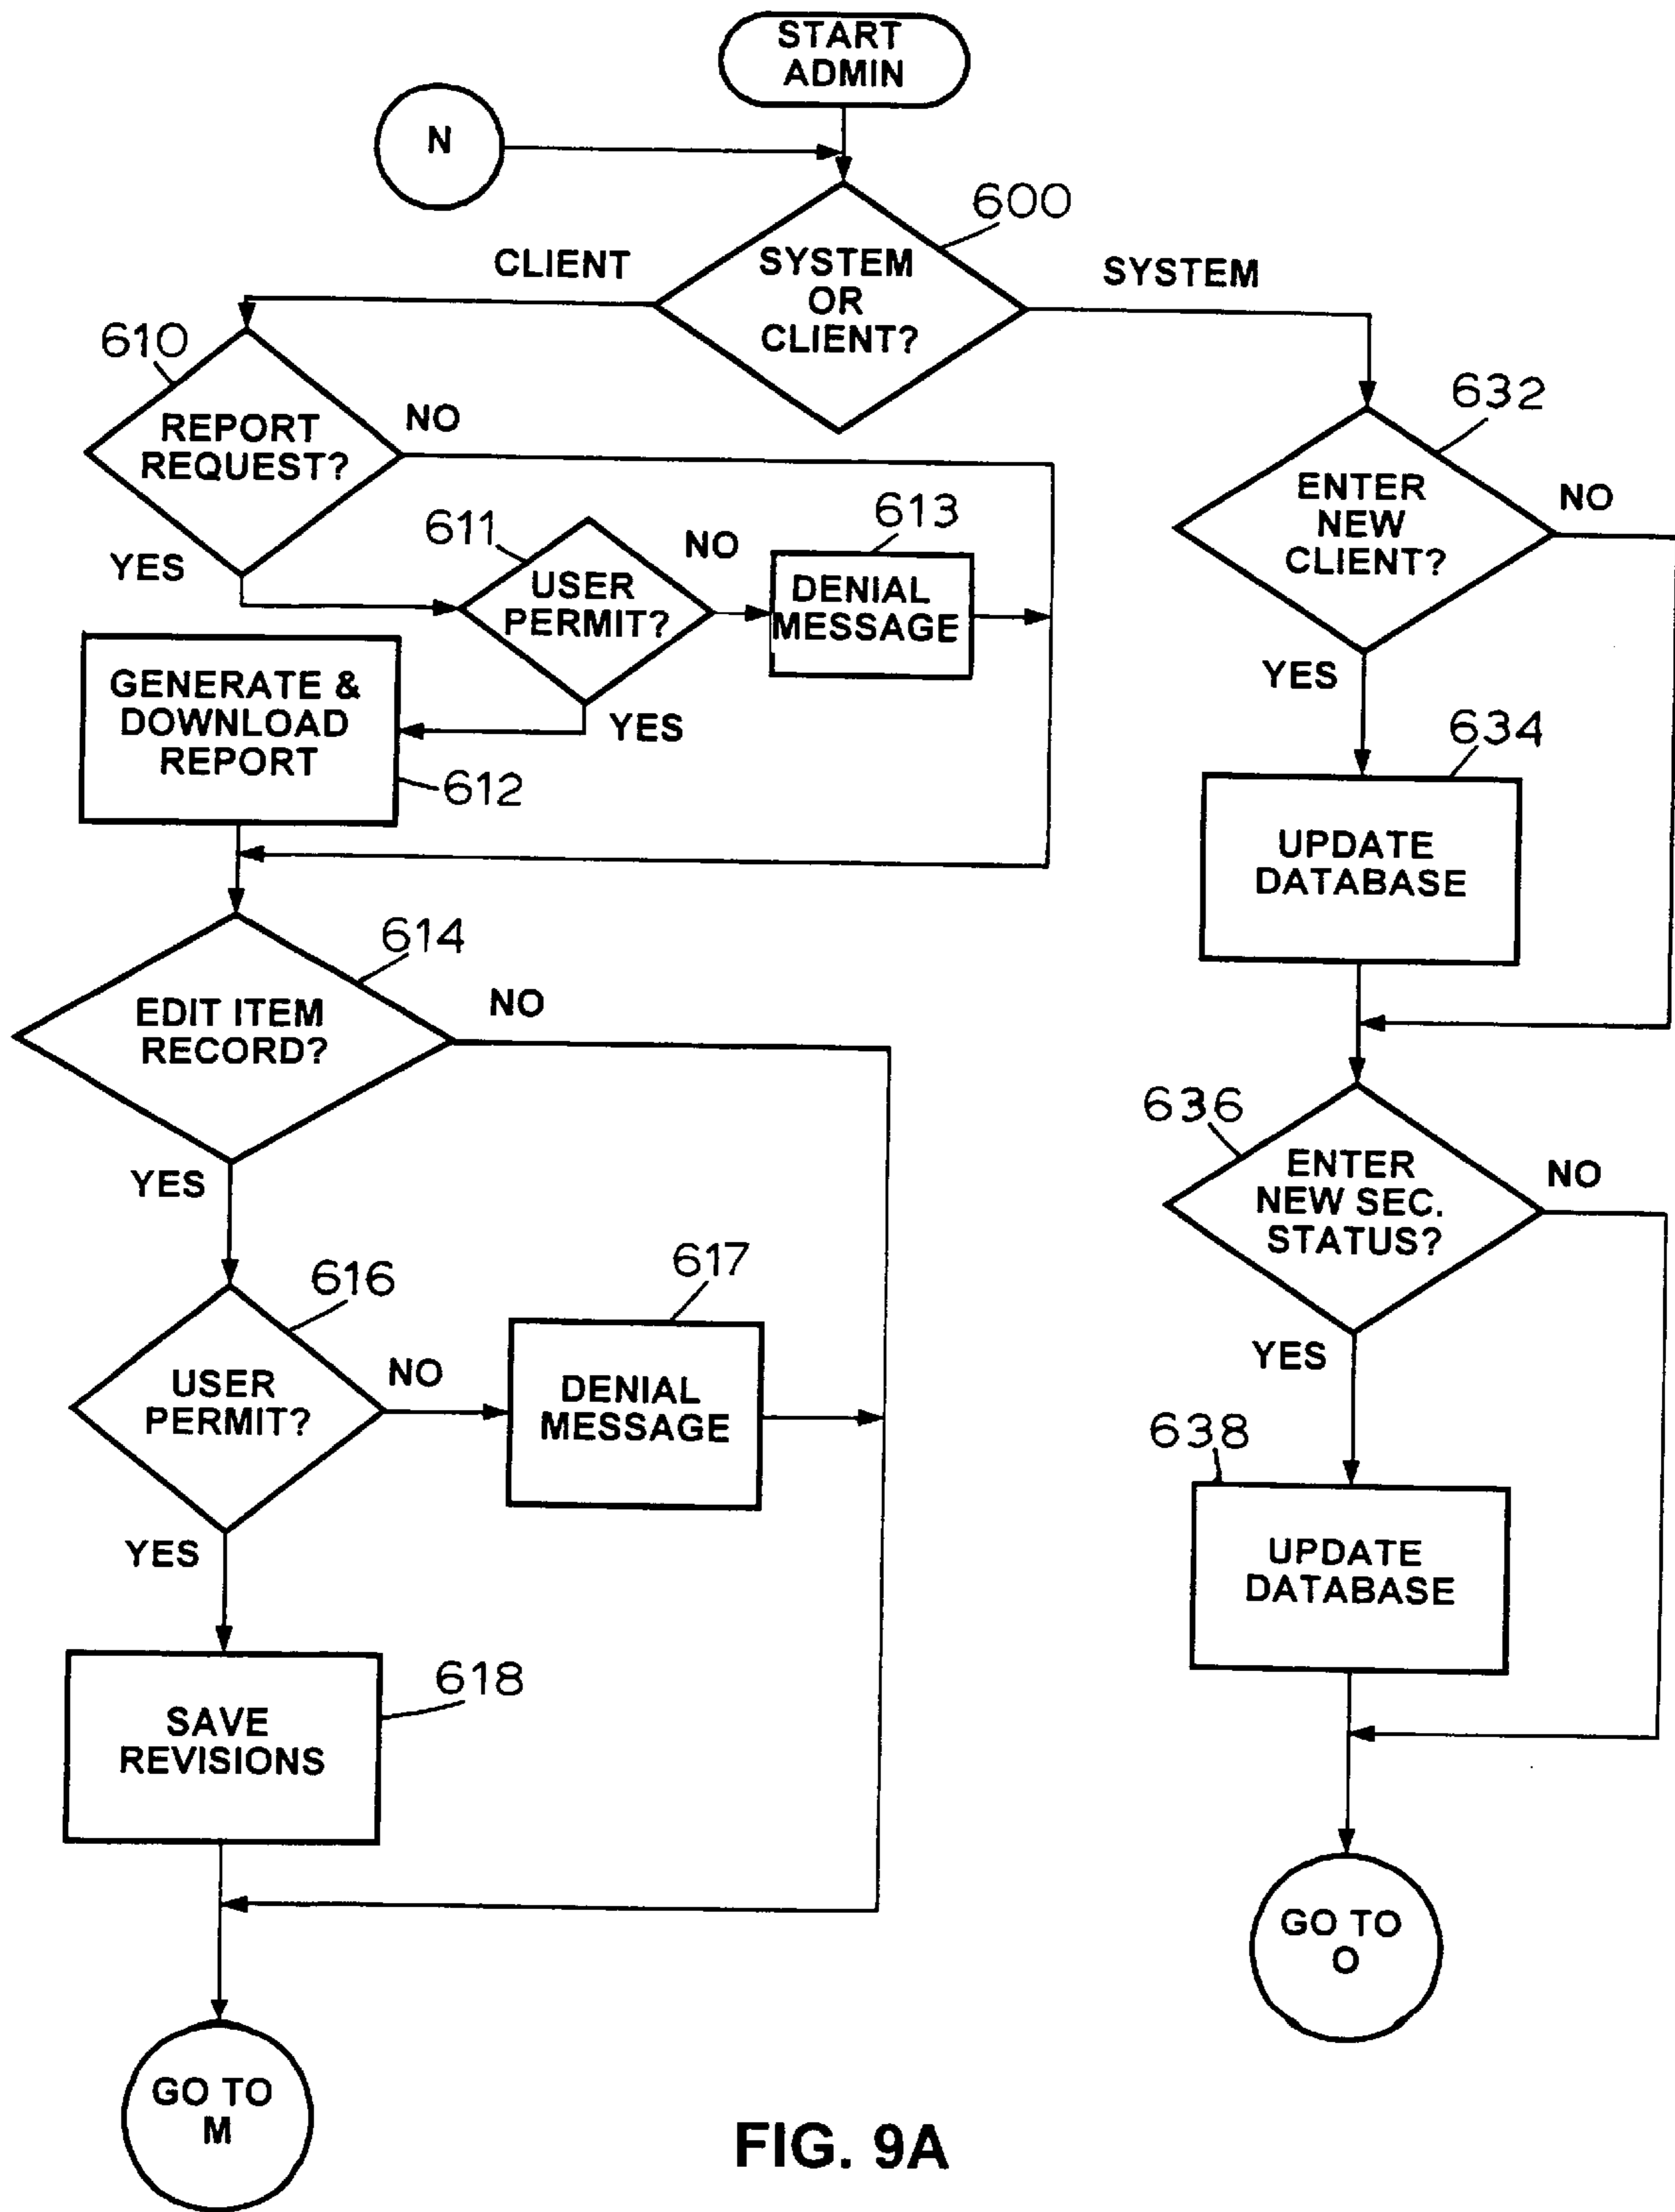 START
ADMIN
N
600
CLIENT
SYSTEM
OR
CLIENT?
SYSTEM
610
REPORT
REQUEST?
NO
YES
611
USER
PERMIT?
NO
613
DENIAL
MESSAGE
YES
GENERATE &
DOWNLOAD
REPORT
612
614
EDIT ITEM
RECORD?
NO
YES
616
USER
PERMIT?
NO
617
DENIAL
MESSAGE
YES
618
SAVE
REVISIONS
GO TO
M
632
ENTER
NEW
CLIENT?
NO
YES
634
UPDATE
DATABASE
636
ENTER
NEW SEC.
STATUS?
NO
YES
638
UPDATE
DATABASE
GO TO
O
FIG. 9A